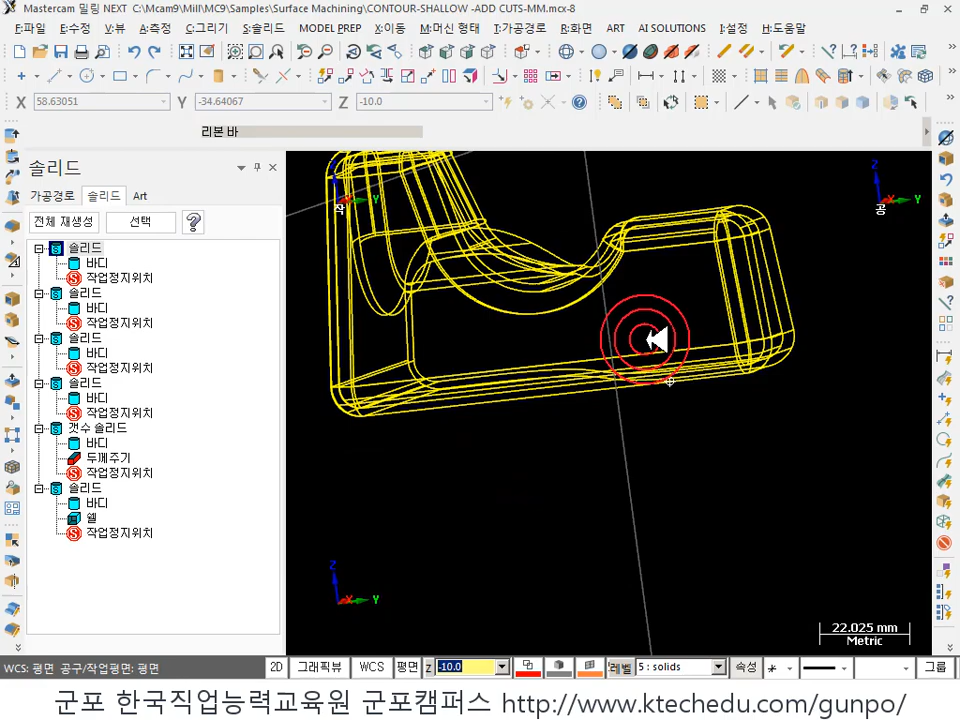 Mastercam 밀링 NEXT C:\Mcam9\Mill\MC9\Samples\Surface Machining\CONTOUR-SHALLOW -ADD CUTS-MM.mcx-8
F:파일 E:수정 V:뷰 A:측정 C:그리기 S:솔리드 MODEL PREP X:이동 M:머신 형태 T:가공경로 R:화면 ART AI SOLUTIONS I:설정 H:도움말
X 58.63051 Y -34.64067 Z -10.0
리본 바
솔리드
가공경로 솔리드 Art
전체 재생성 선택
솔리드
바디
작업정지위치
솔리드
바디
작업정지위치
솔리드
바디
작업정지위치
솔리드
바디
작업정지위치
갯수 솔리드
바디
두께주기
작업정지위치
솔리드
바디
쉘
작업정지위치
Z
X Y
작
Z
X Y
공
Z
X Y
22.025 mm
Metric
WCS: 평면 공구/작업평면: 평면 2D 그래픽뷰 WCS 평면 Z -10.0 레벨 5 : solids 속성 그룹
군포 한국직업능력교육원 군포캠퍼스 http://www.ktechedu.com/gunpo/